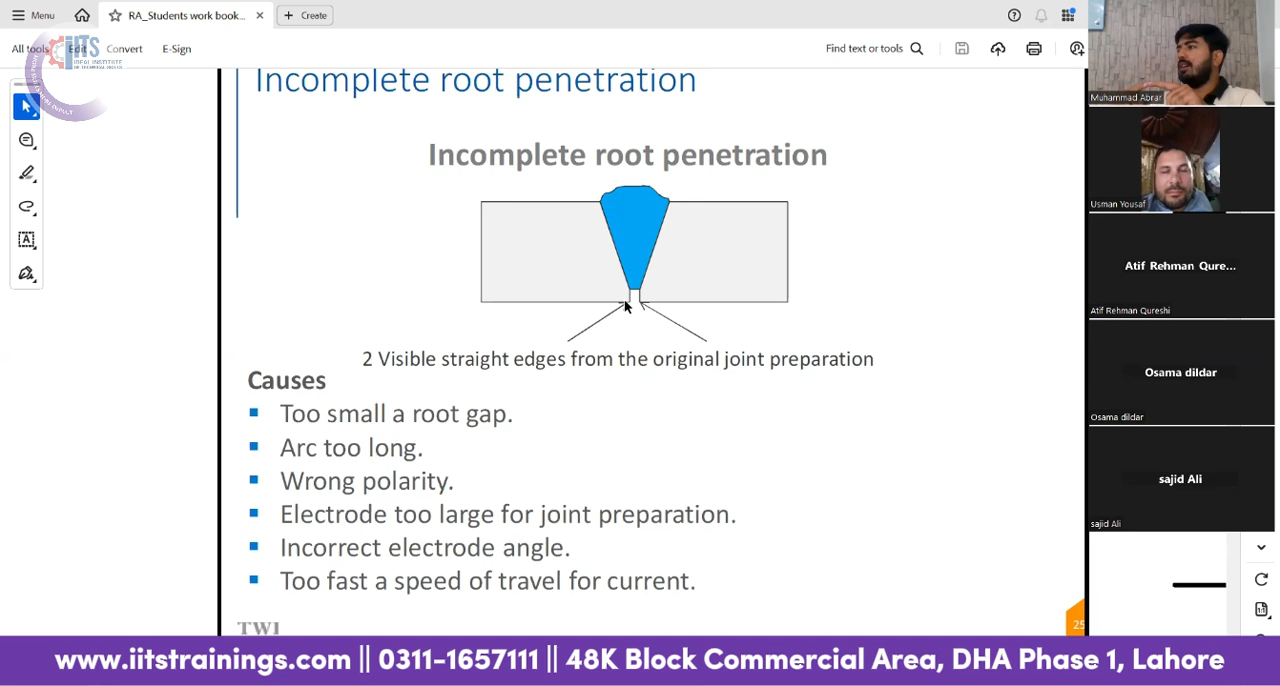 Menu
RA_Students work book...
Create
All tools
Edit
Convert
E-Sign
Find text or tools
IITS
IDEAL INSTITUTE
Incomplete root penetration
Incomplete root penetration
2 Visible straight edges from the original joint preparation
Causes
Too small a root gap.
Arc too long.
Wrong polarity.
Electrode too large for joint preparation.
Incorrect electrode angle.
Too fast a speed of travel for current.
TWI
25
Muhammad Abrar
Usman Yousaf
Atif Rehman Qure...
Atif Rehman Qureshi
Osama dildar
Osama dildar
sajid Ali
sajid Ali
www.iitstrainings.com || 0311-1657111 || 48K Block Commercial Area, DHA Phase 1, Lahore